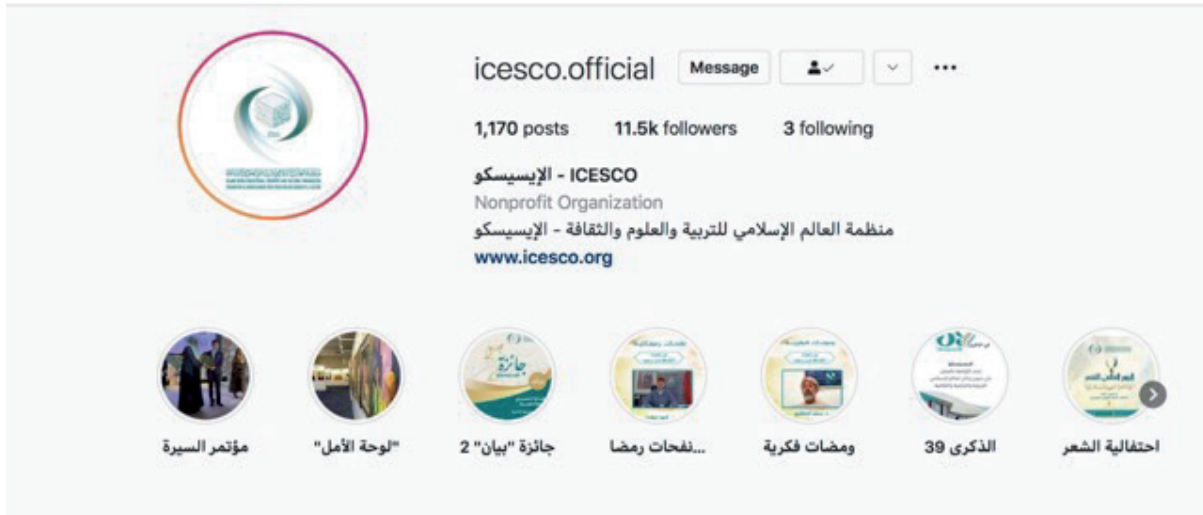 icesco.official Message
1,170 posts 11.5k followers 3 following
ICESCO - الإيسيسكو
Nonprofit Organization
منظمة العالم الإسلامي للتربية والعلوم والثقافة - الإيسيسكو
www.icesco.org
جائزة
مؤتمر السيرة
"لوحة الأمل"
جائزة "بيان" 2
نفحات رمضا...
ومضات فكرية
الذكرى 39
احتفالية الشعر